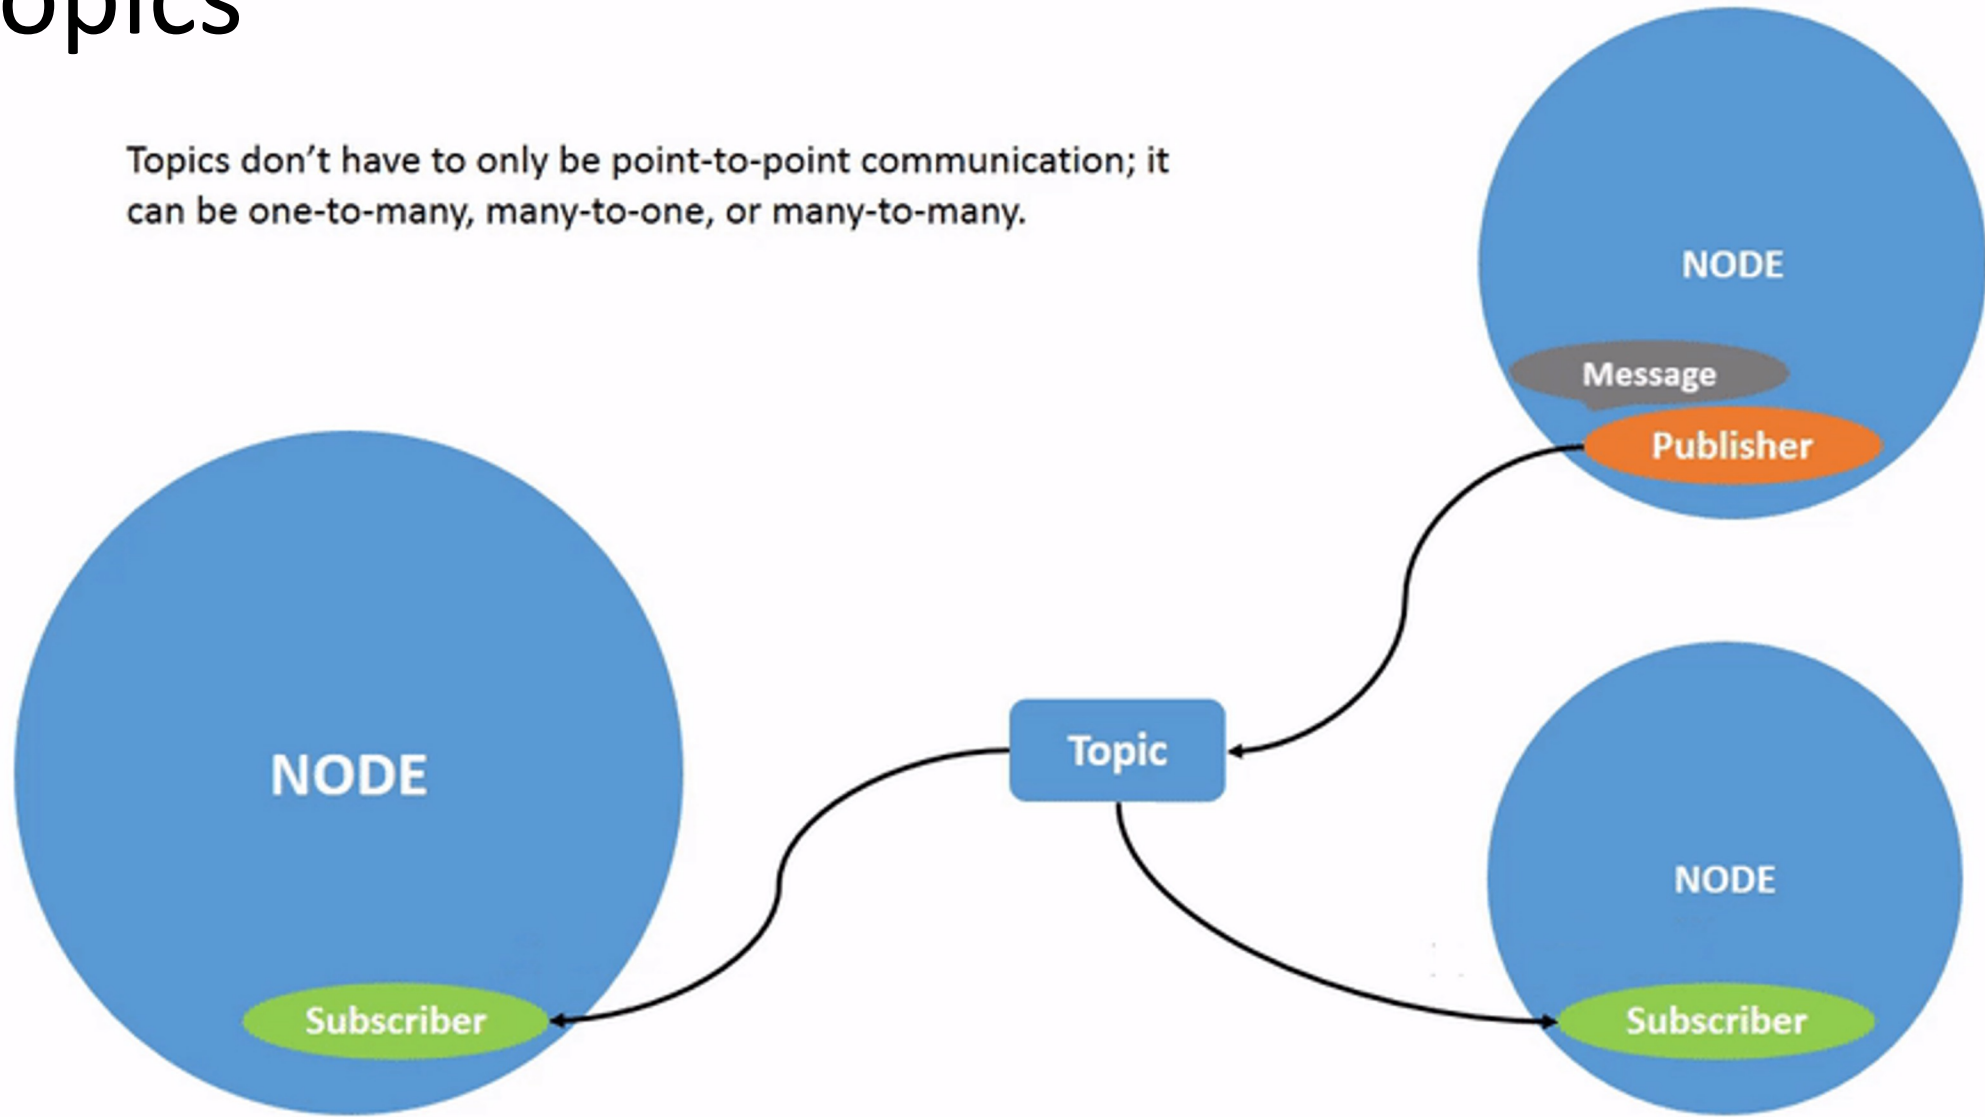 opics
Topics don't have to only be point-to-point communication; it
can be one-to-many, many-to-one, or many-to-many.
NODE
Message
Publisher
Topic
NODE
NODE
Subscriber
Subscriber